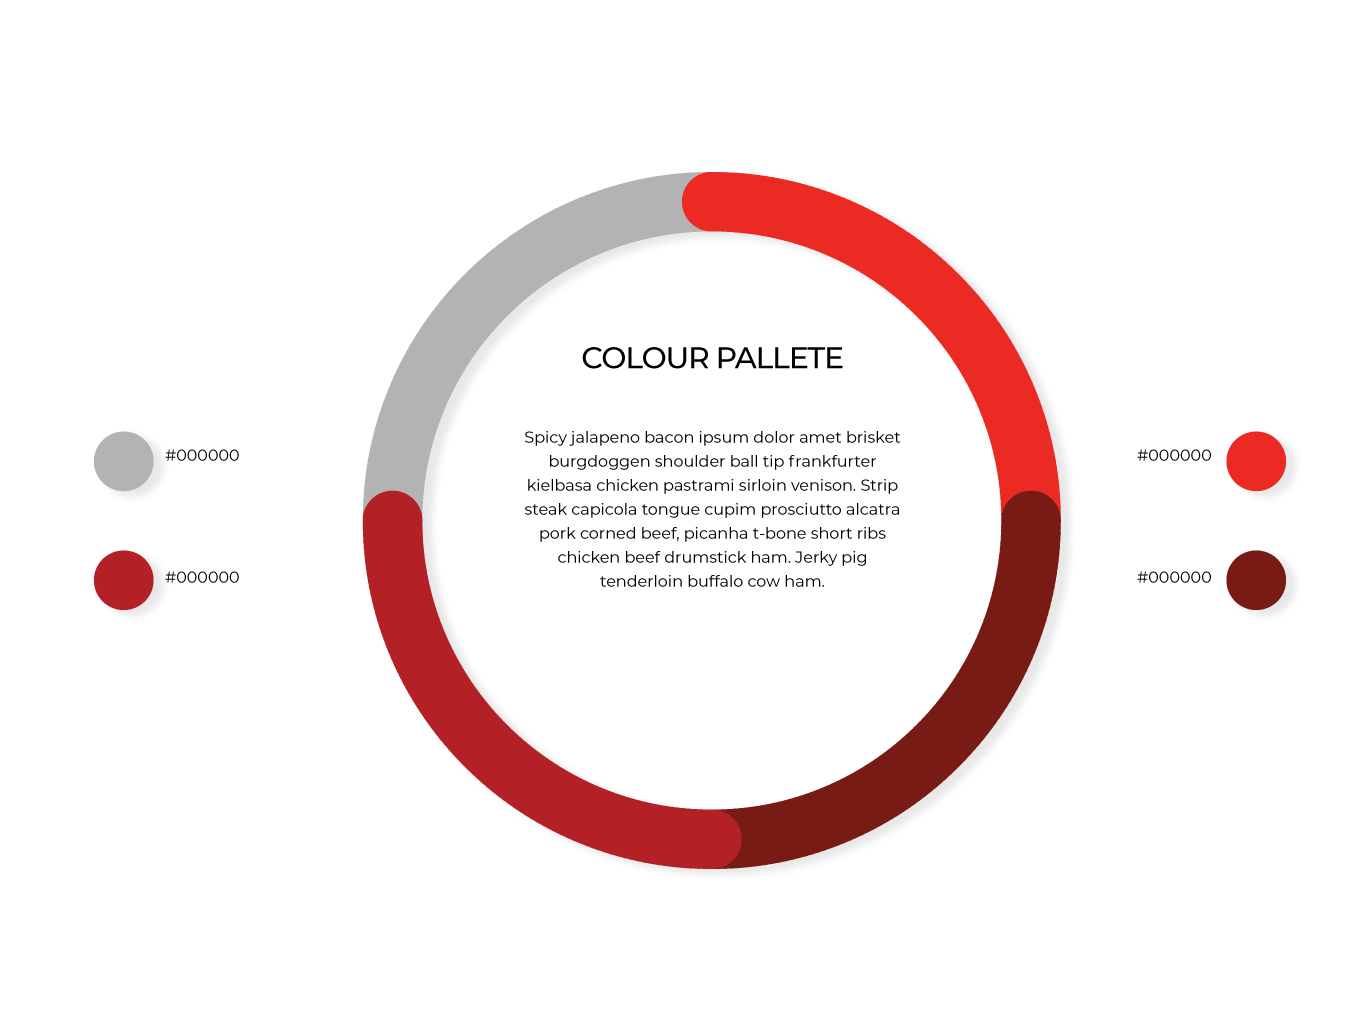 COLOUR PALLETE
Spicy jalapeno bacon ipsum dolor amet brisket
burgdoggen shoulder ball tip frankfurter
kielbasa chicken pastrami sirloin venison. Strip
steak capicola tongue cupim prosciutto alcatra
pork corned beef, picanha t-bone short ribs
chicken beef drumstick ham. Jerky pig
tenderloin buffalo cow ham.
#000000
#000000
#000000
#000000